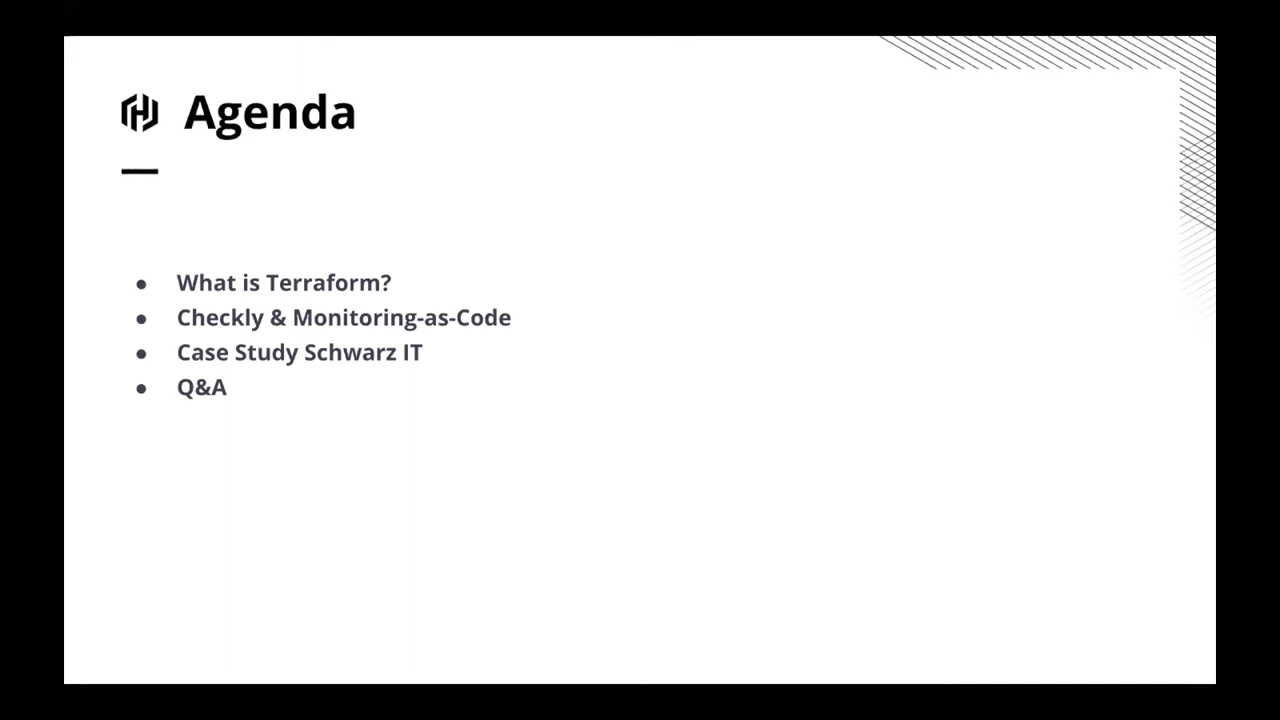 Agenda
● What is Terraform?
● Checkly & Monitoring-as-Code
● Case Study Schwarz IT
● Q&A